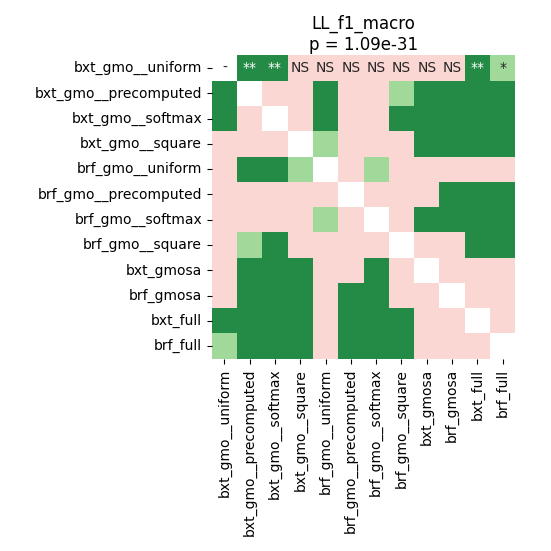 LL_f1_macro
p = 1.09e-31
bxt_gmo__uniform - ** ** NS NS NS NS NS NS NS ** *
bxt_gmo__precomputed
bxt_gmo__softmax
bxt_gmo__square
brf_gmo__uniform
brf_gmo__precomputed
brf_gmo__softmax
brf_gmo__square
bxt_gmosa
brf_gmosa
bxt_full
brf_full
bxt_gmo__uniform
bxt_gmo__precomputed
bxt_gmo__softmax
bxt_gmo__square
brf_gmo__uniform
brf_gmo__precomputed
brf_gmo__softmax
brf_gmo__square
bxt_gmosa
brf_gmosa
bxt_full
brf_full